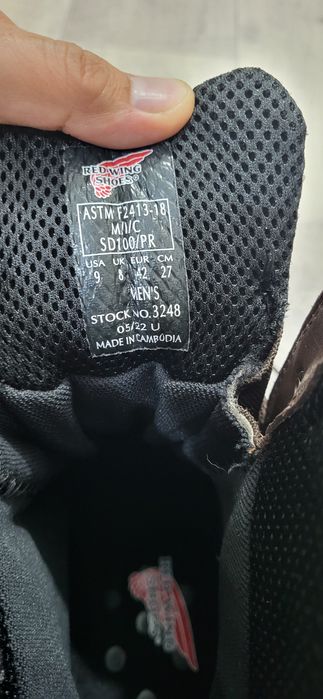 RED WING
SHOES®
ASTM F2413-18
M/I/C
SD100/PR
USA UK EUR CM
9 8 42 27
MEN'S
STOCK NO. 3248
05/22 U
MADE IN CAMBODIA